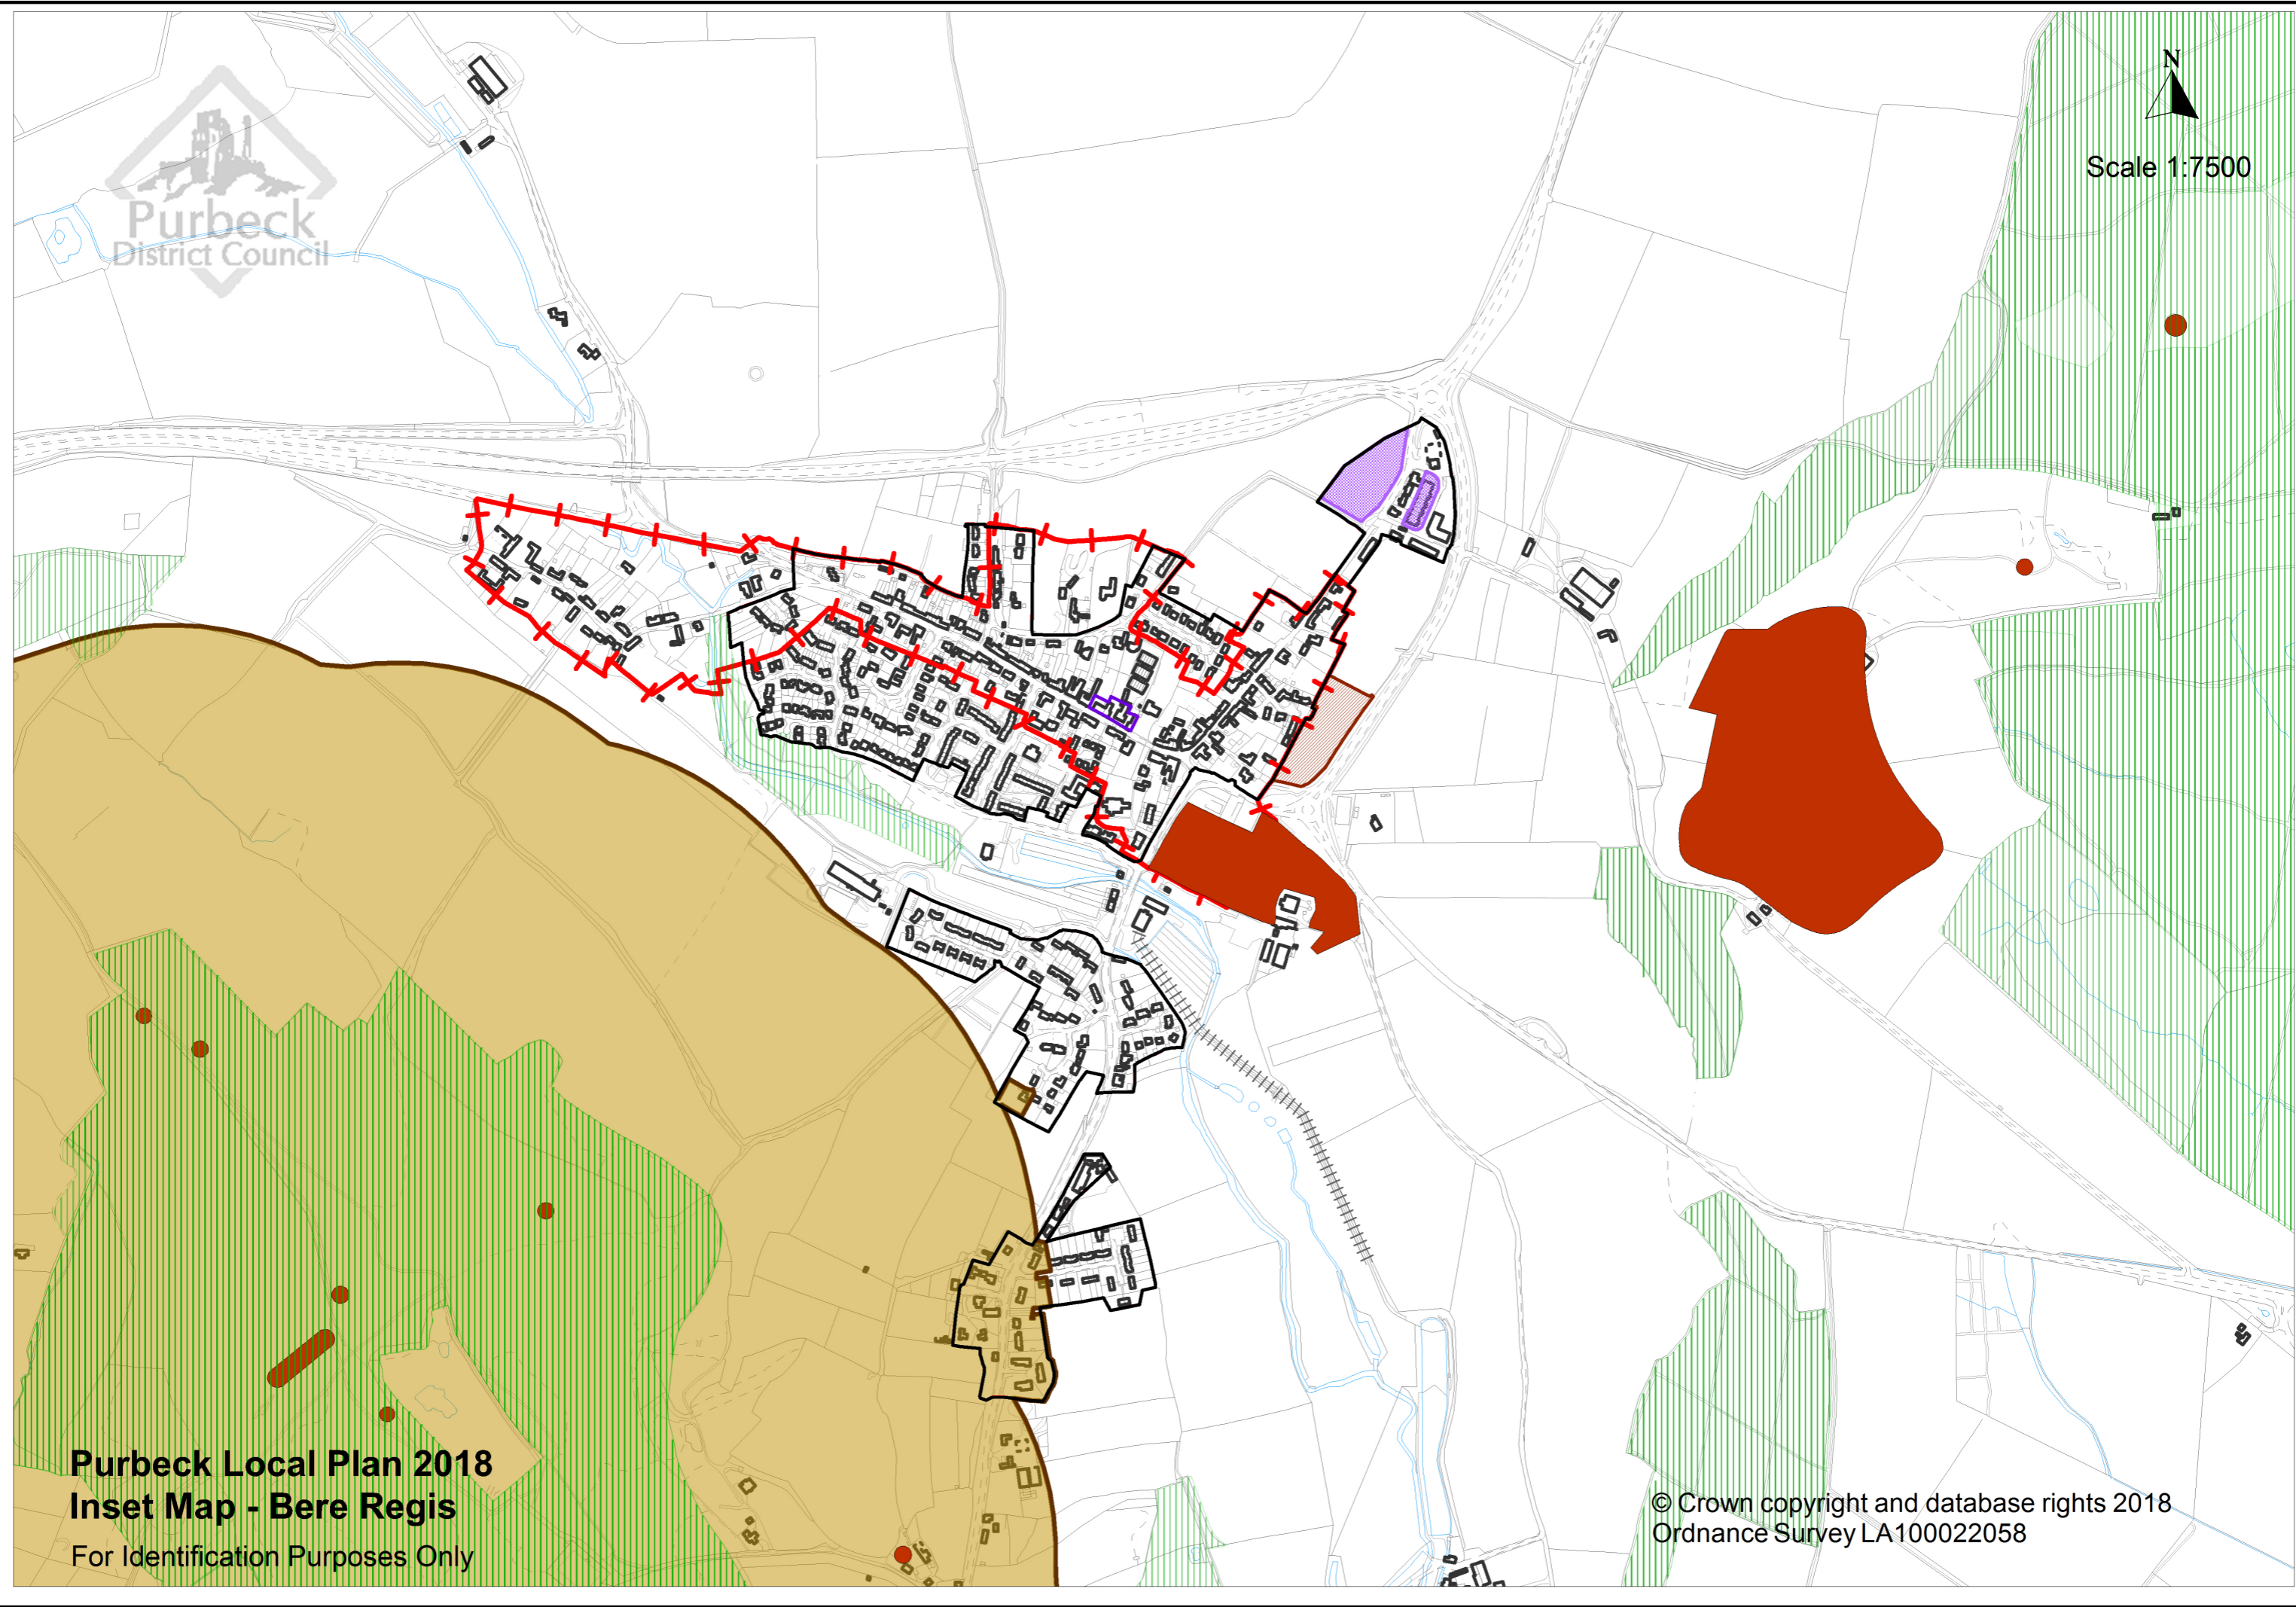 N
Scale 1:7500
Purbeck
District Council
Purbeck Local Plan 2018
Inset Map - Bere Regis
For Identification Purposes Only
© Crown copyright and database rights 2018
Ordnance Survey LA100022058